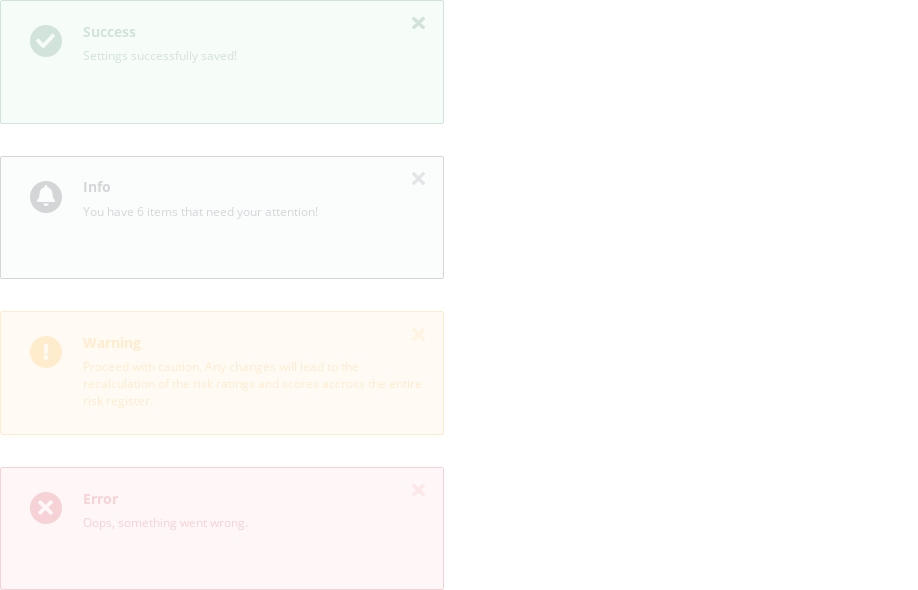 Success
Settings successfully saved!
Info
You have 6 items that need your attention!
Warning
Proceed with caution. Any changes will lead to the
recalculation of the risk ratings and scores accross the entire
risk register.
Error
Oops, something went wrong.